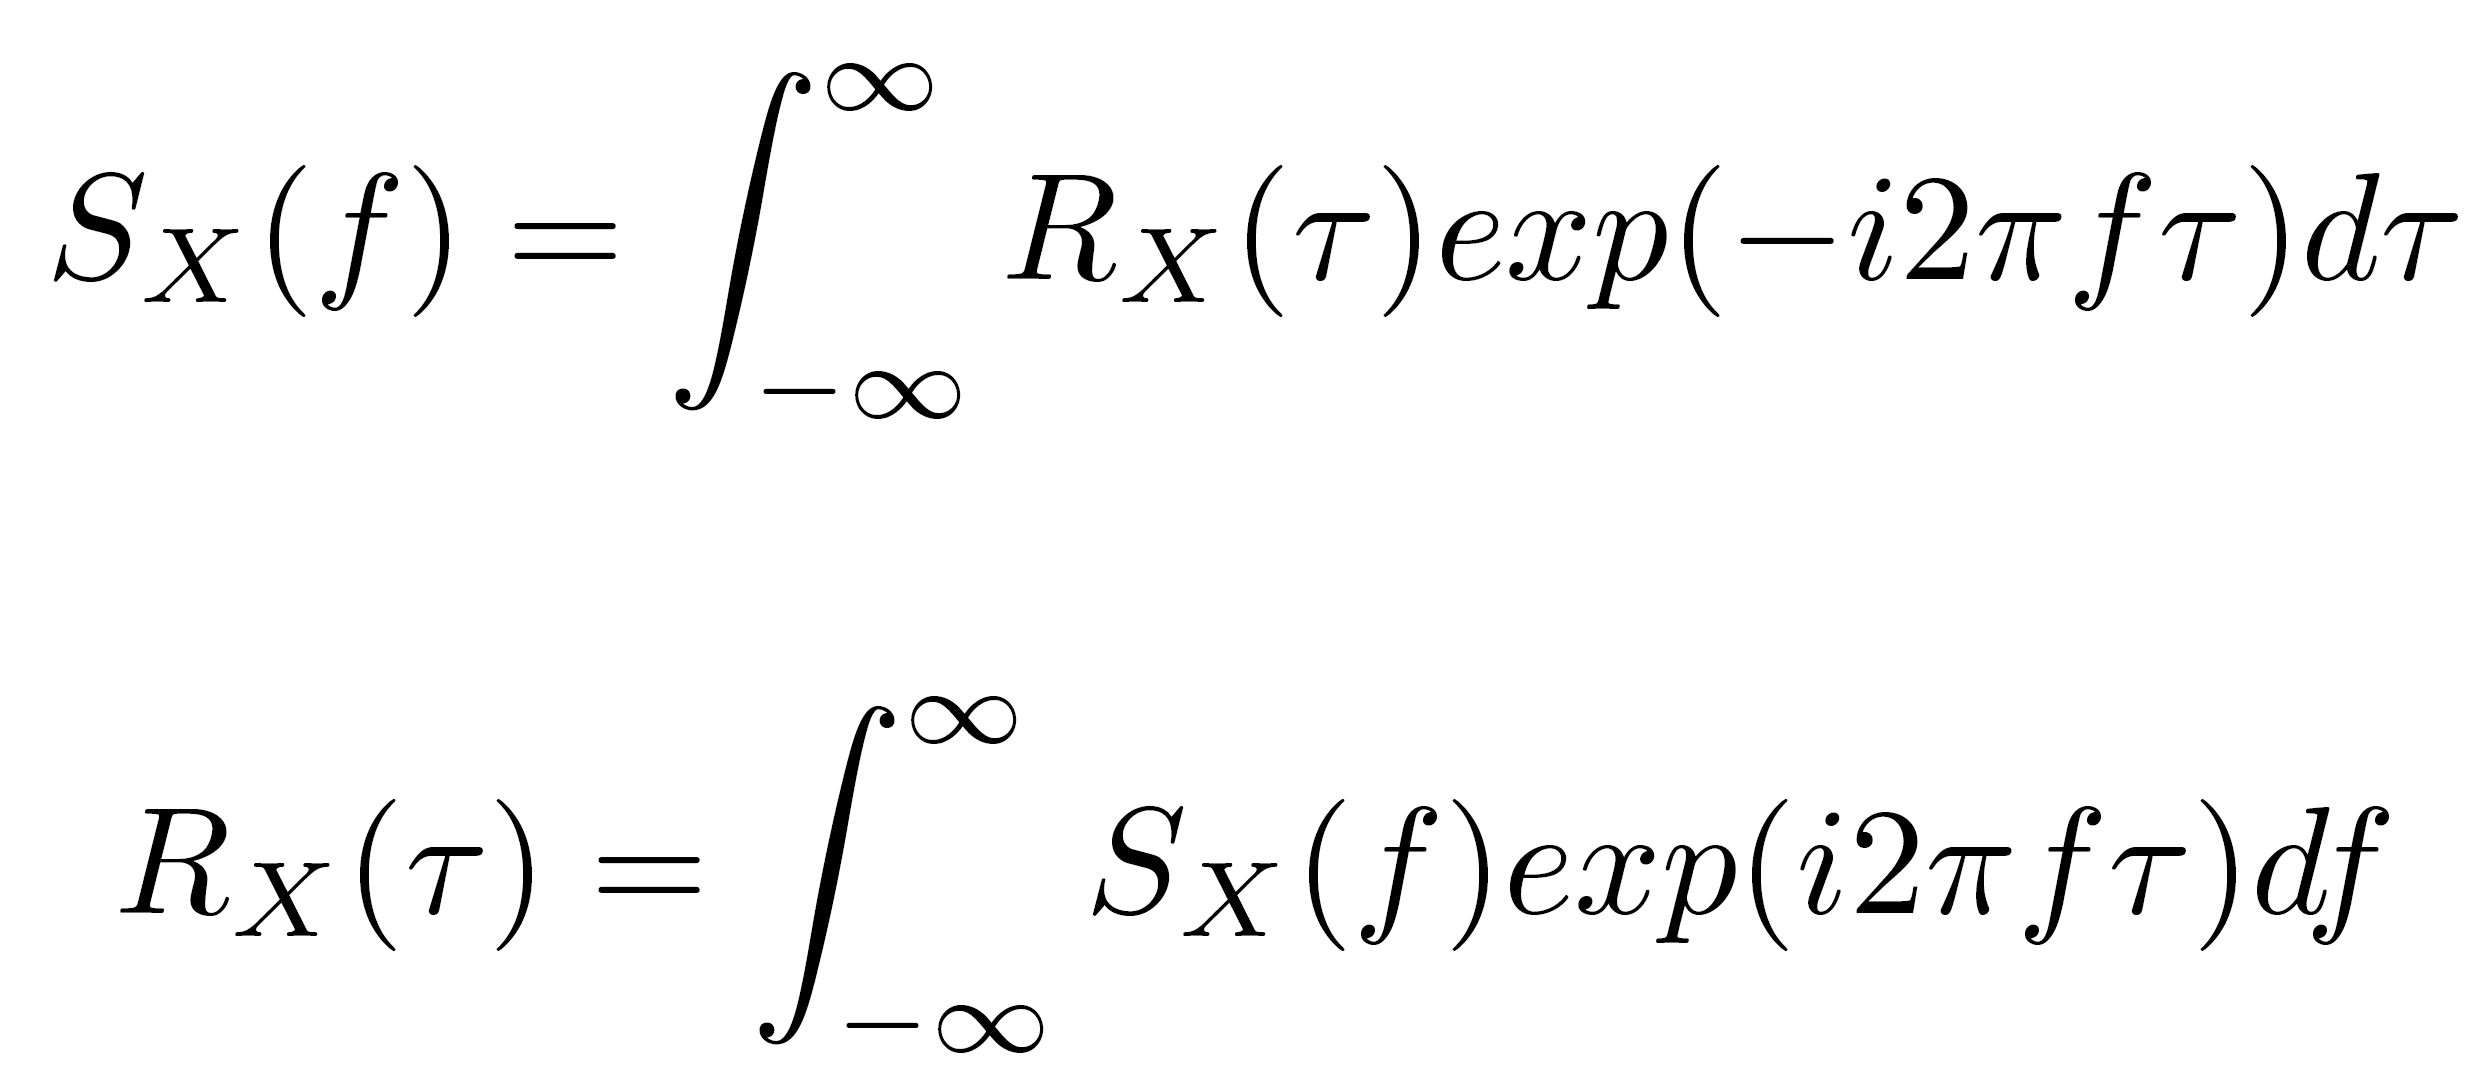 $S_X(f) = \int_{-\infty}^{\infty} R_X(\tau)exp(-i2\pi f\tau)d\tau$
$R_X(\tau) = \int_{-\infty}^{\infty} S_X(f)exp(i2\pi f\tau)df$